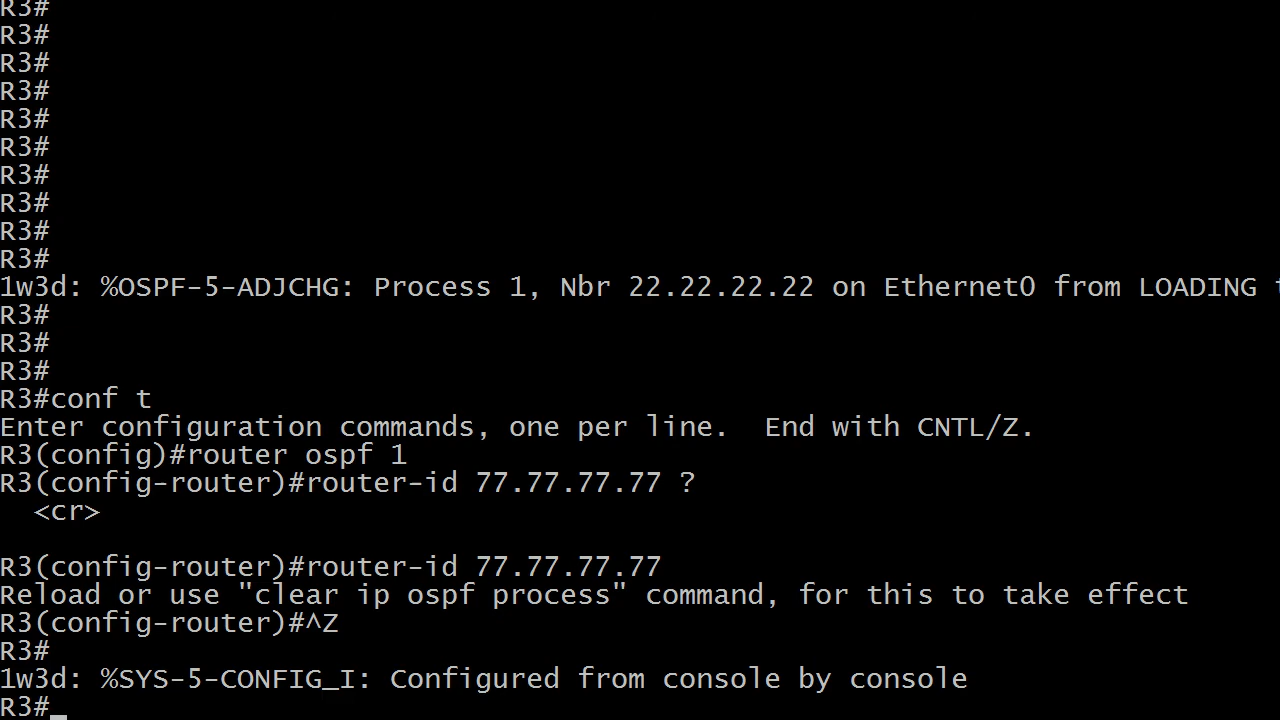 R3#
R3#
R3#
R3#
R3#
R3#
R3#
R3#
R3#
R3#
1w3d: %OSPF-5-ADJCHG: Process 1, Nbr 22.22.22.22 on Ethernet0 from LOADING
R3#
R3#
R3#
R3#conf t
Enter configuration commands, one per line.  End with CNTL/Z.
R3(config)#router ospf 1
R3(config-router)#router-id 77.77.77.77 ?
  <cr>

R3(config-router)#router-id 77.77.77.77
Reload or use "clear ip ospf process" command, for this to take effect
R3(config-router)#^Z
R3#
1w3d: %SYS-5-CONFIG_I: Configured from console by console
R3#